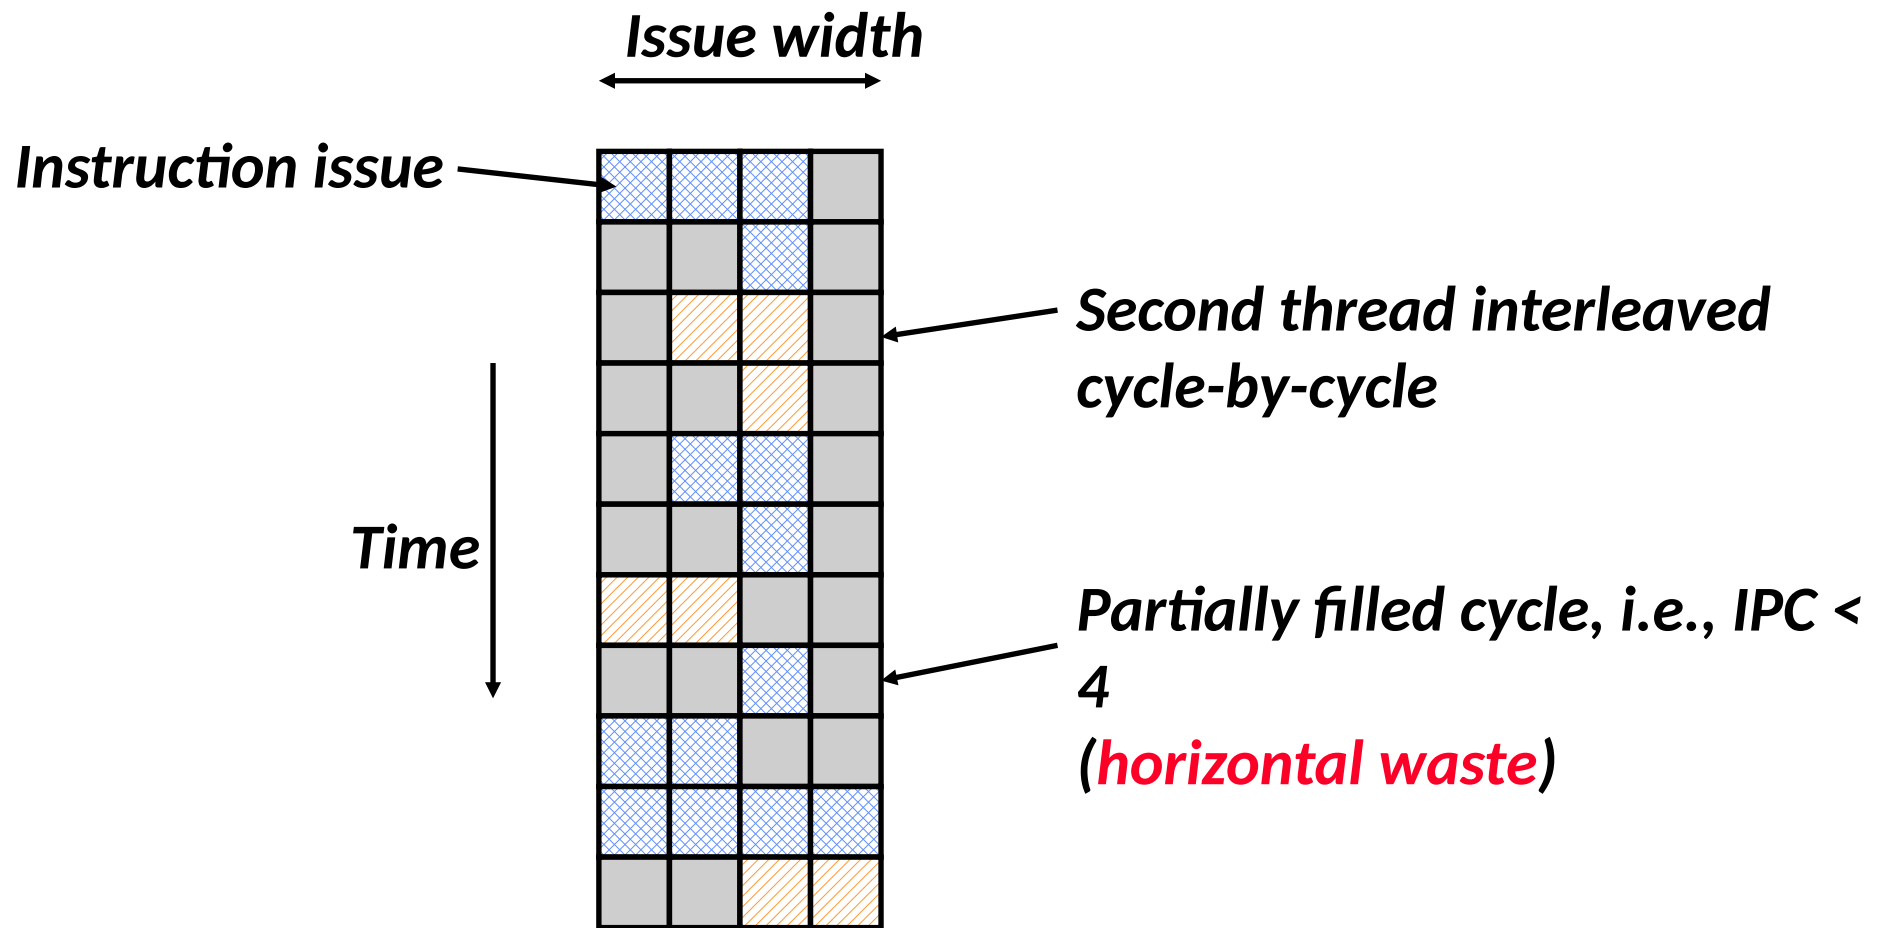 Issue width
Instruction issue
Second thread interleaved
cycle-by-cycle
Time
Partially filled cycle, i.e., IPC <
4
(horizontal waste)